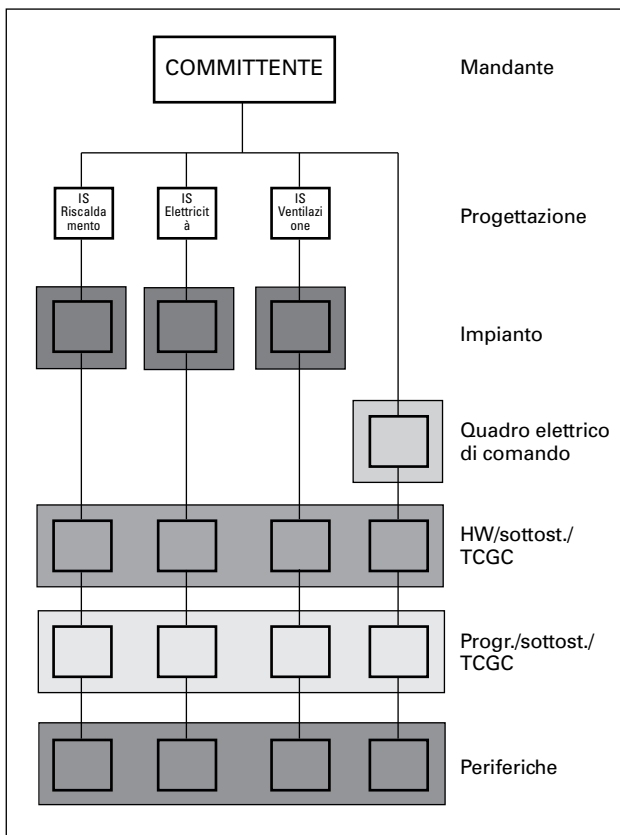 COMMITTENTE
Mandante
IS
Riscalda
mento
IS
Elettricit
à
IS
Ventilazi
one
Progettazione
Impianto
Quadro elettrico
di comando
HW/sottost./
TCGC
Progr./sottost./
TCGC
Periferiche